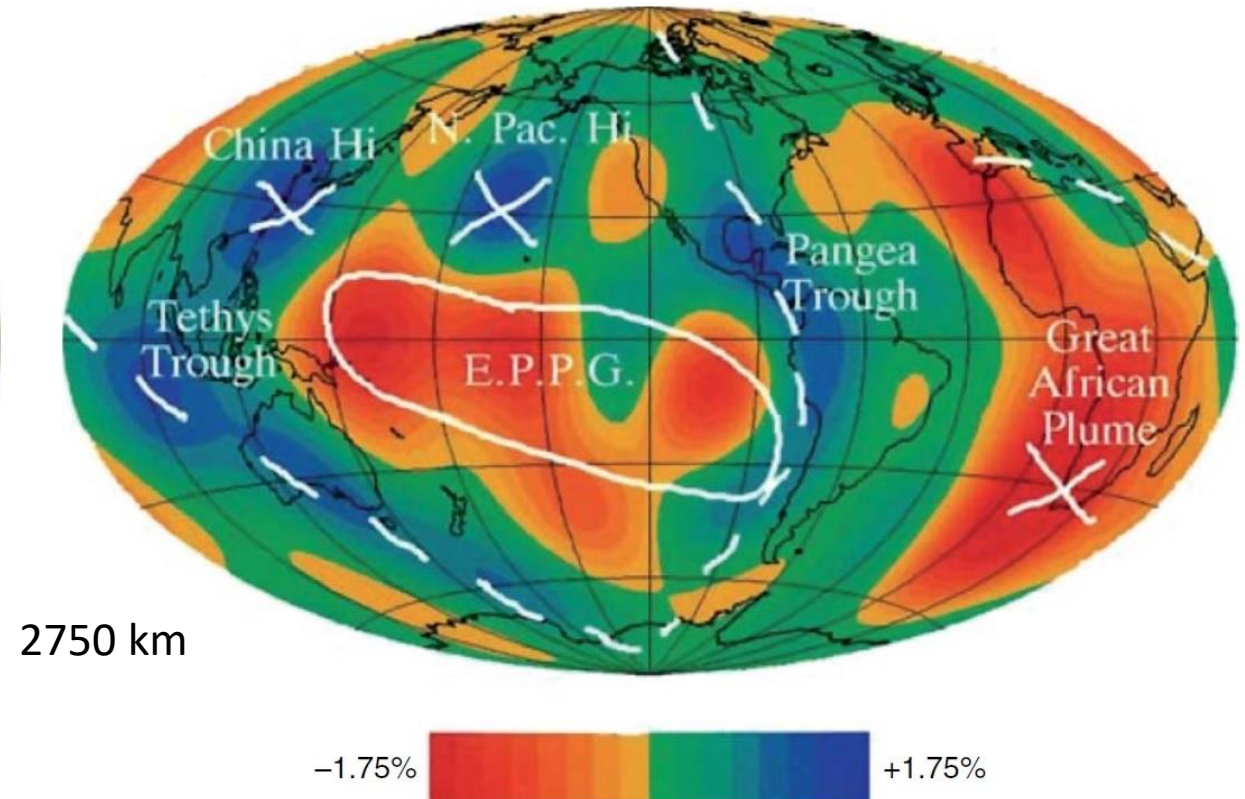 China Hi
N. Pac. Hi
Pangea
Trough
Tethys
Trough
E.P.P.G.
Great
African
Plume
2750 km
–1.75%
+1.75%